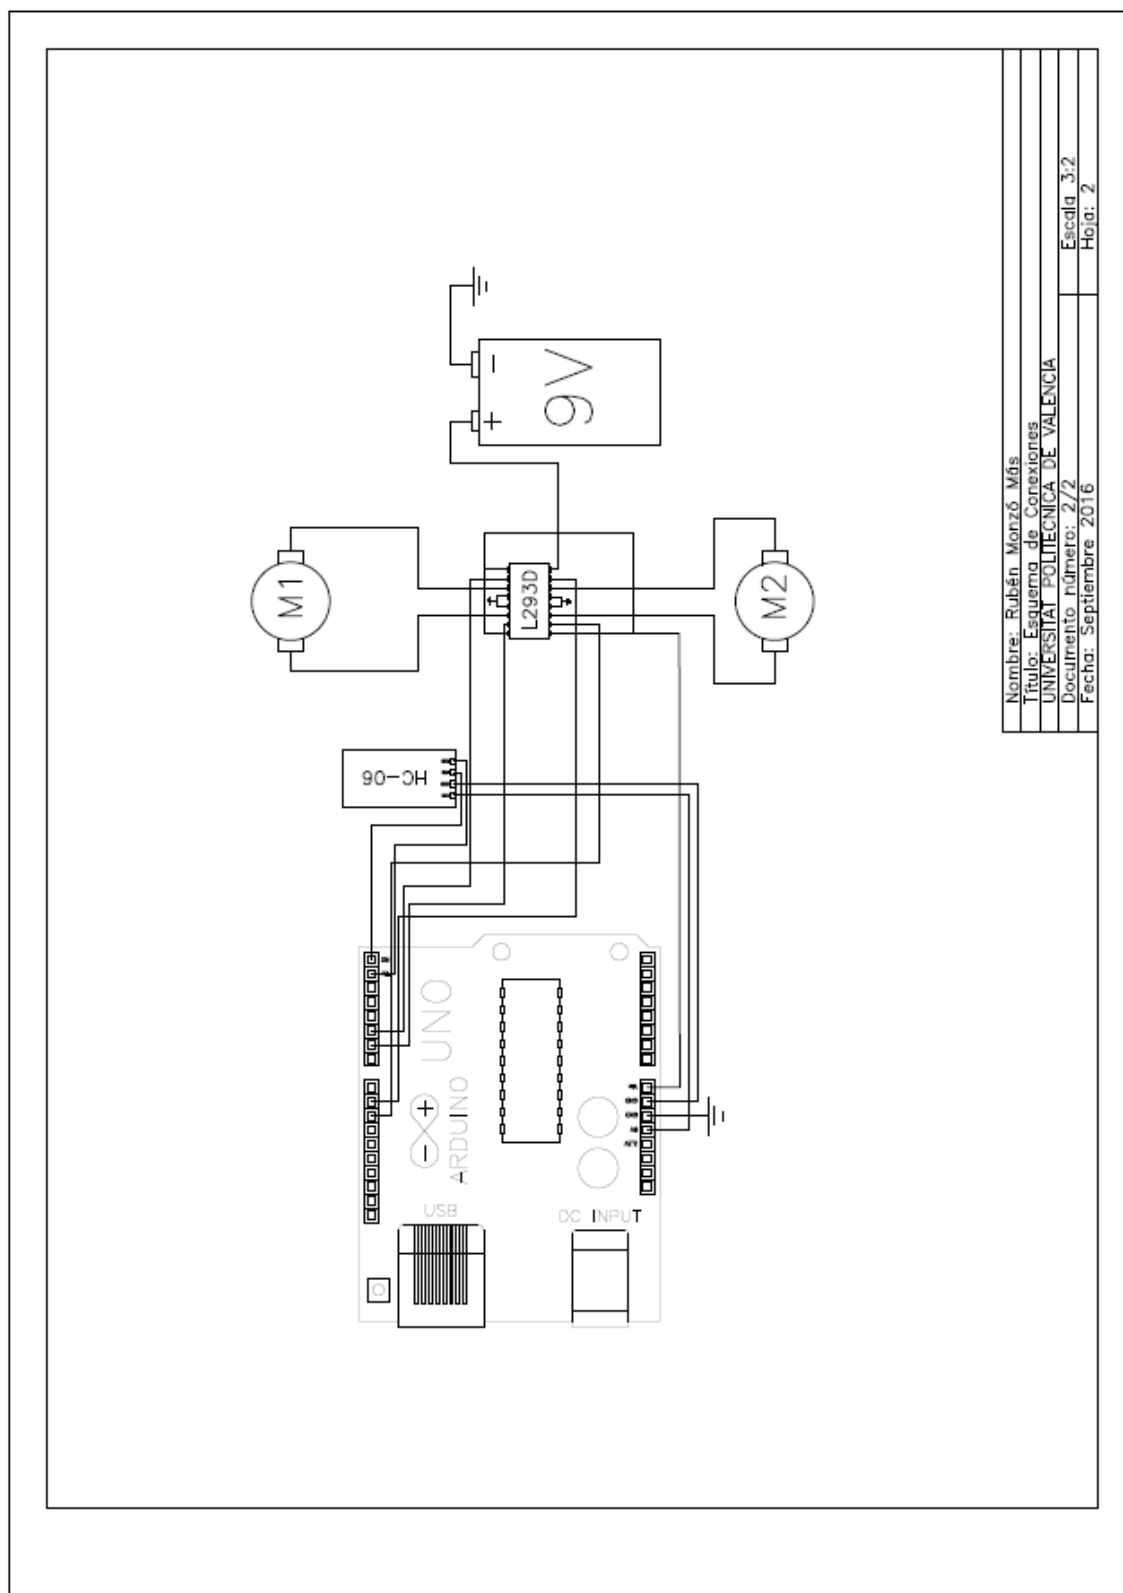 M1
M2
L293D
+
-
9V
HC-06
UNO
ARDUINO
- +
USB
DC INPUT
Nombre: Rubén Monzó Más
Título: Esquema de Conexiones
UNIVERSITAT POLITECNICA DE VALENCIA
Documento número: 2/2
Escala 3:2
Fecha: Septiembre 2016
Hoja: 2